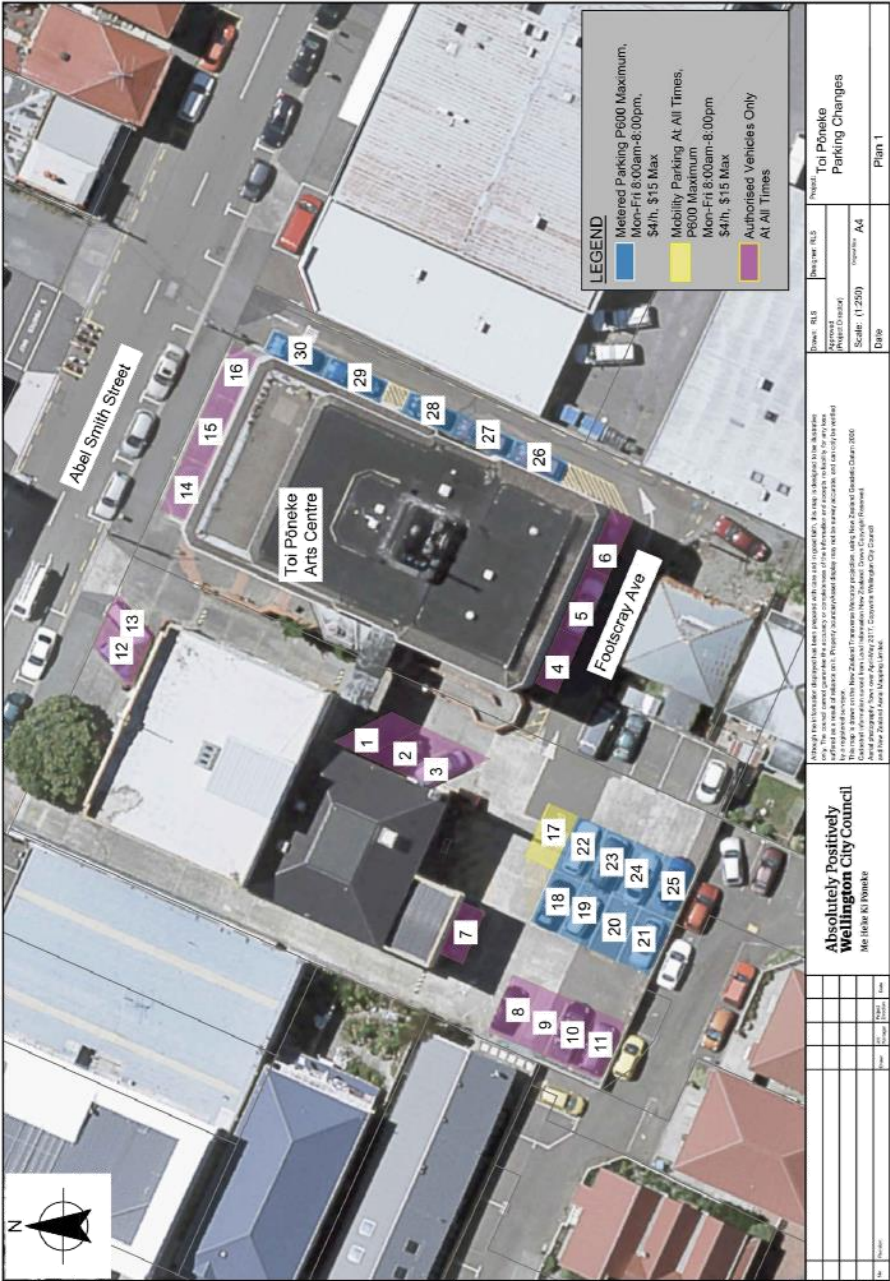 N
Abel Smith Street
12
13
14
15
16
Toi Pōneke
Arts Centre
30
29
28
27
26
1
2
3
4
5
6
Footscray Ave
7
17
18
22
19
23
20
24
21
25
8
9
10
11
LEGEND
Metered Parking P600 Maximum,
Mon-Fri 8:00am-8:00pm,
$4/h, $15 Max
Mobility Parking At All Times,
P600 Maximum
Mon-Fri 8:00am-8:00pm
$4/h, $15 Max
Authorised Vehicles Only
At All Times
Absolutely Positively
Wellington City Council
Me Heke Ki Pōneke
Drawn: RLS
Designer: RLS
Approved
(Project Director)
Scale: (1:250)
Original Size
A4
Date
Project:
Toi Pōneke
Parking Changes
Plan 1